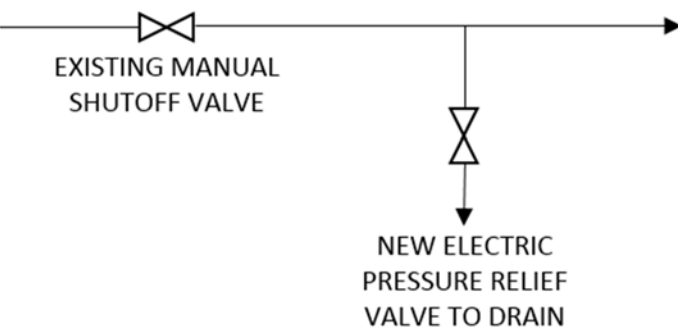 EXISTING MANUAL
SHUTOFF VALVE
NEW ELECTRIC
PRESSURE RELIEF
VALVE TO DRAIN